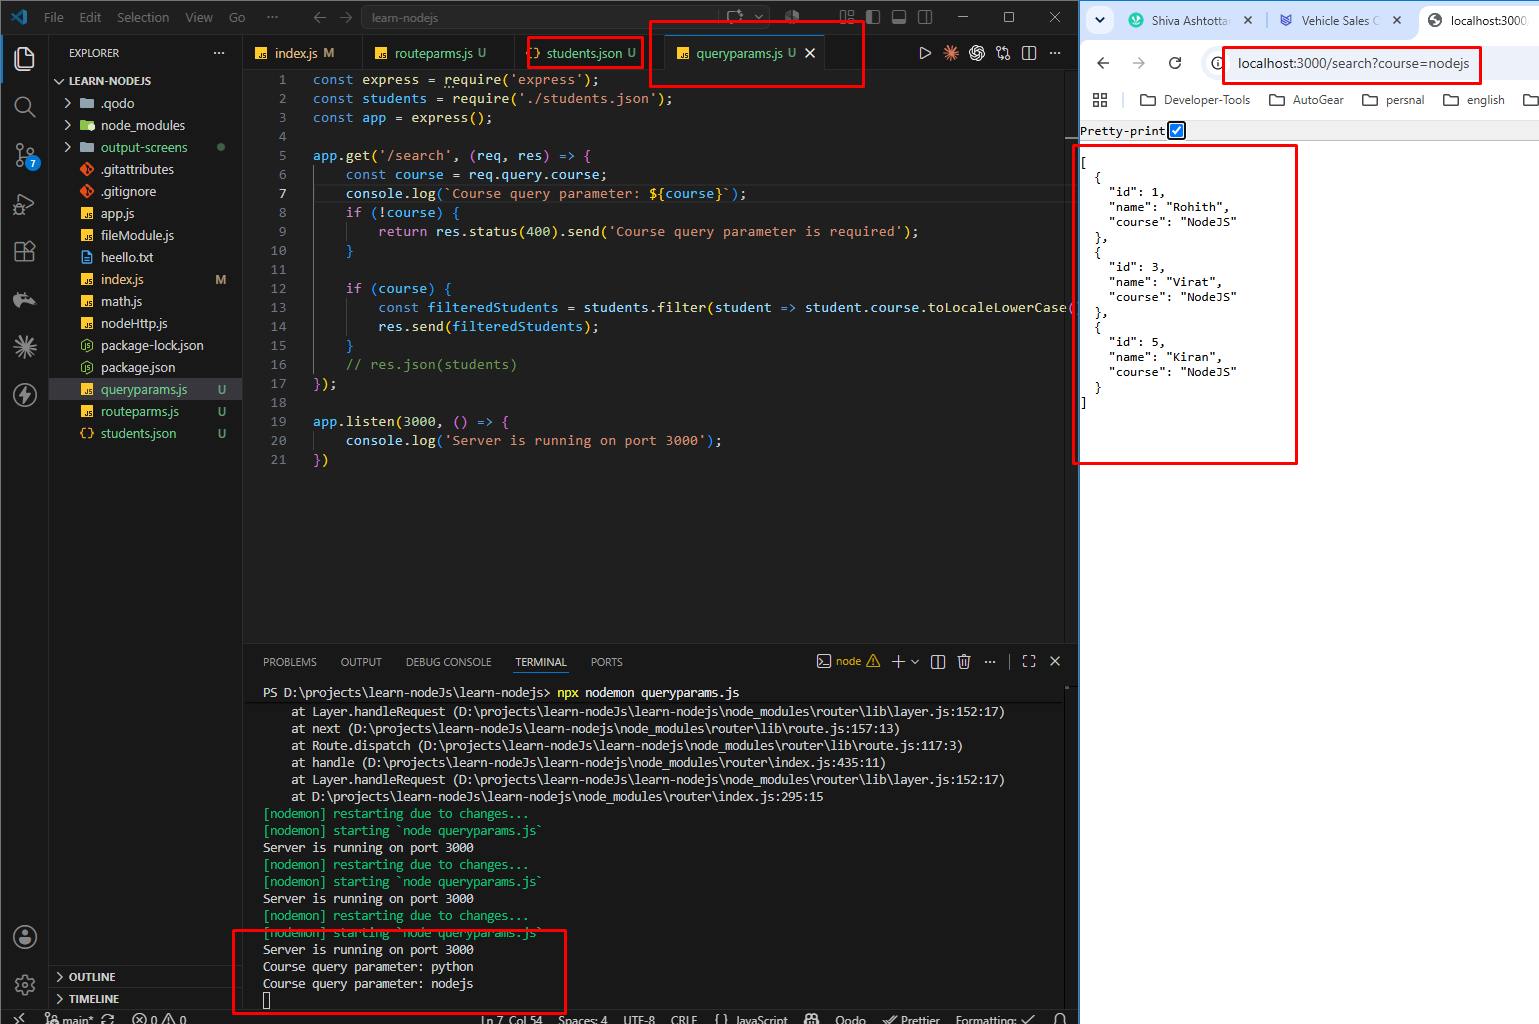 File Edit Selection View Go ··· learn-nodejs
EXPLORER ···
LEARN-NODEJS
.qodo
node_modules
output-screens
.gitattributes
.gitignore
app.js
fileModule.js
heello.txt
index.js M
math.js
nodeHttp.js
package-lock.json
package.json
queryparams.js U
routeparms.js U
students.json U
OUTLINE
TIMELINE
7
index.js M routeparms.js U students.json U queryparams.js U
1 const express = require('express');
2 const students = require('./students.json');
3 const app = express();
4
5 app.get('/search', (req, res) => {
6 const course = req.query.course;
7 console.log(`Course query parameter: ${course}`);
8 if (!course) {
9 return res.status(400).send('Course query parameter is required');
10 }
11
12 if (course) {
13 const filteredStudents = students.filter(student => student.course.toLocaleLowerCase(
14 res.send(filteredStudents);
15 }
16 // res.json(students)
17 });
18
19 app.listen(3000, () => {
20 console.log('Server is running on port 3000');
21 })
PROBLEMS OUTPUT DEBUG CONSOLE TERMINAL PORTS node
PS D:\projects\learn-nodeJs\learn-nodejs> npx nodemon queryparams.js
at Layer.handleRequest (D:\projects\learn-nodeJs\learn-nodejs\node_modules\router\lib\layer.js:152:17)
at next (D:\projects\learn-nodeJs\learn-nodejs\node_modules\router\lib\route.js:157:13)
at Route.dispatch (D:\projects\learn-nodeJs\learn-nodejs\node_modules\router\lib\route.js:117:3)
at handle (D:\projects\learn-nodeJs\learn-nodejs\node_modules\router\index.js:435:11)
at Layer.handleRequest (D:\projects\learn-nodeJs\learn-nodejs\node_modules\router\lib\layer.js:152:17)
at D:\projects\learn-nodeJs\learn-nodejs\node_modules\router\index.js:295:15
[nodemon] restarting due to changes...
[nodemon] starting `node queryparams.js`
Server is running on port 3000
[nodemon] restarting due to changes...
[nodemon] starting `node queryparams.js`
Server is running on port 3000
[nodemon] restarting due to changes...
[nodemon] starting `node queryparams.js`
Server is running on port 3000
Course query parameter: python
Course query parameter: nodejs
main* 0 0 Ln 7, Col 54 Spaces: 4 UTF-8 CRLF {} JavaScript Qodo Prettier Formatting:
Shiva Ashtotta Vehicle Sales C localhost:3000
localhost:3000/search?course=nodejs
Developer-Tools AutoGear persnal english
Pretty-print
[
{
"id": 1,
"name": "Rohith",
"course": "NodeJS"
},
{
"id": 3,
"name": "Virat",
"course": "NodeJS"
},
{
"id": 5,
"name": "Kiran",
"course": "NodeJS"
}
]